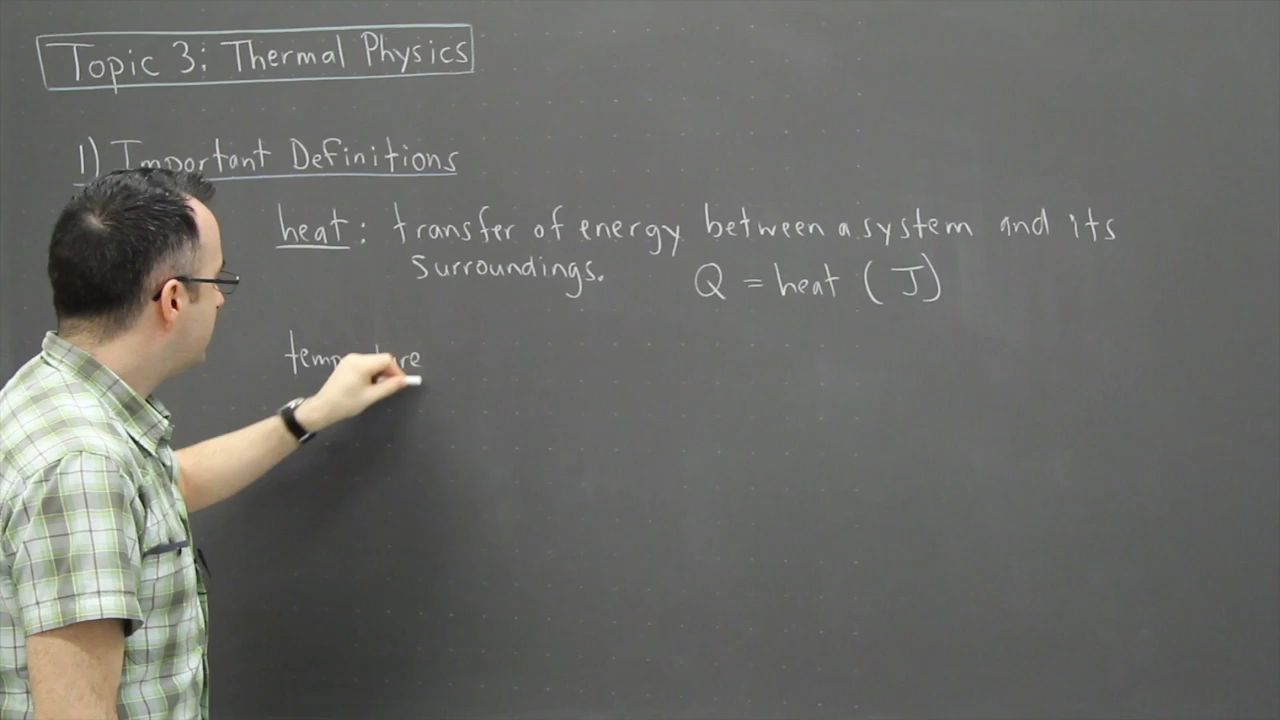 Topic 3: Thermal Physics
1) Important Definitions
heat: transfer of energy between a system and its
surroundings. Q = heat (J)